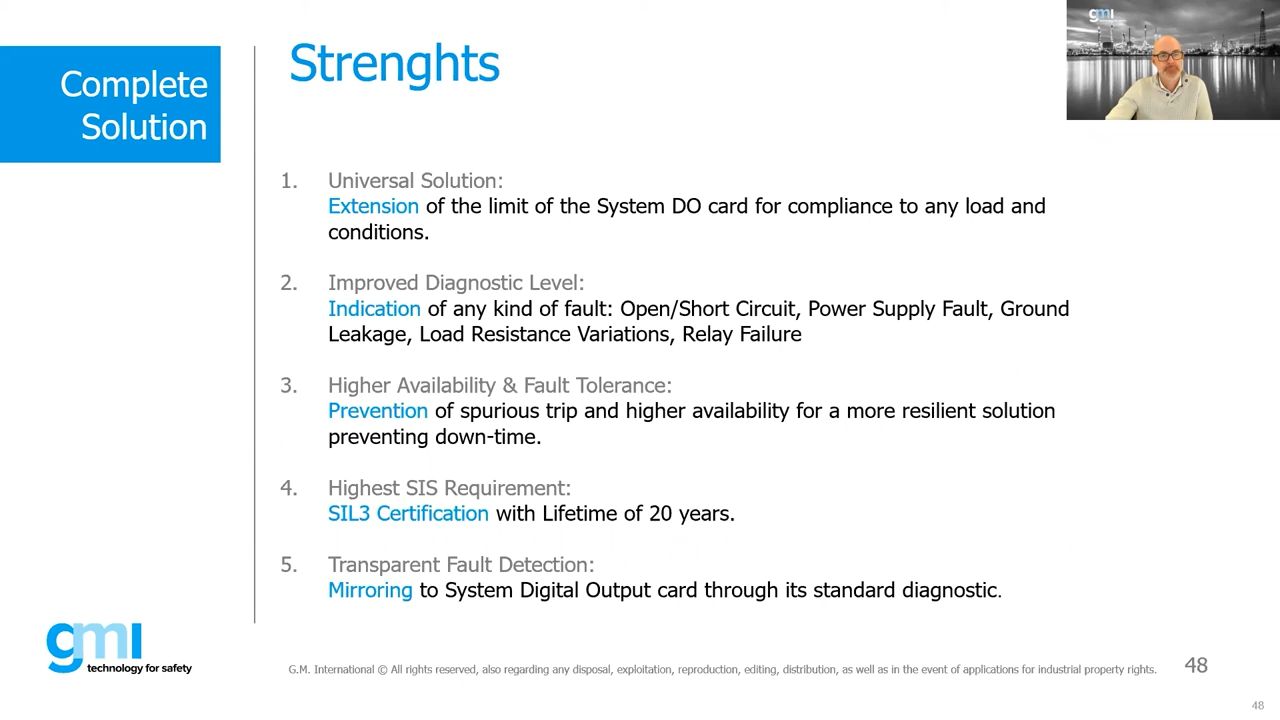 gmi
Complete
Solution
Strenghts
1. Universal Solution:
Extension of the limit of the System DO card for compliance to any load and
conditions.
2. Improved Diagnostic Level:
Indication of any kind of fault: Open/Short Circuit, Power Supply Fault, Ground
Leakage, Load Resistance Variations, Relay Failure
3. Higher Availability & Fault Tolerance:
Prevention of spurious trip and higher availability for a more resilient solution
preventing down-time.
4. Highest SIS Requirement:
SIL3 Certification with Lifetime of 20 years.
5. Transparent Fault Detection:
Mirroring to System Digital Output card through its standard diagnostic.
gmi
technology for safety
G.M. International © All rights reserved, also regarding any disposal, exploitation, reproduction, editing, distribution, as well as in the event of applications for industrial property rights.
48
48